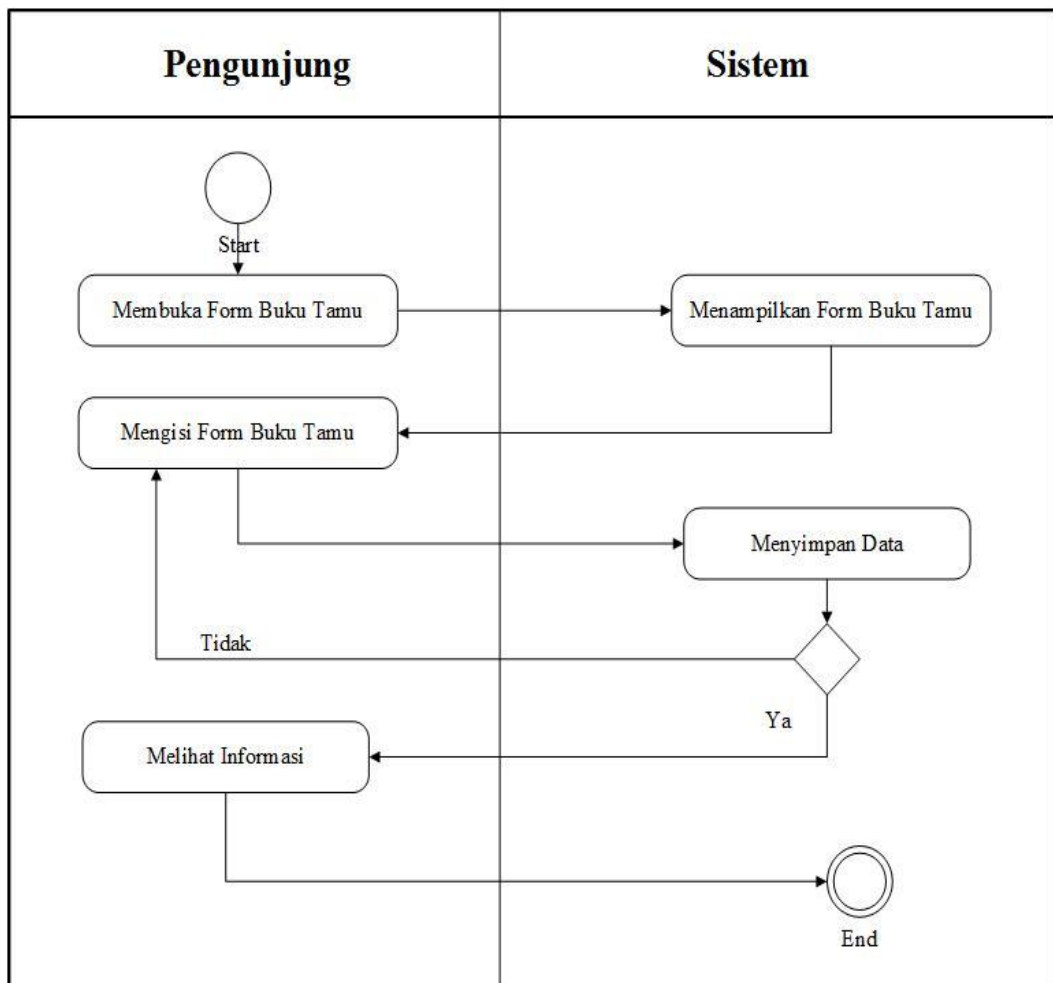 Pengunjung
Sistem
Start
Membuka Form Buku Tamu
Menampilkan Form Buku Tamu
Mengisi Form Buku Tamu
Menyimpan Data
Tidak
Ya
Melihat Informasi
End